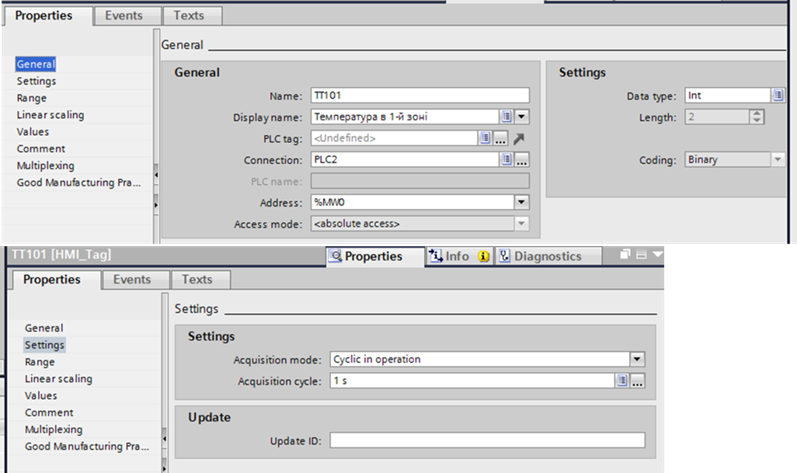 Properties Events Texts
General
General
Settings
Range
Linear scaling
Values
Comment
Multiplexing
Good Manufacturing Pra...
General
Name: TT101
Display name: Температура в 1-й зоні
PLC tag: <Undefined>
Connection: PLC2
PLC name:
Address: %MW0
Access mode: <absolute access>
Settings
Data type: Int
Length: 2
Coding: Binary
TT101 [HMI_Tag]
Properties Info Diagnostics
Properties Events Texts
Settings
General
Settings
Range
Linear scaling
Values
Comment
Multiplexing
Good Manufacturing Pra...
Settings
Acquisition mode: Cyclic in operation
Acquisition cycle: 1 s
Update
Update ID: